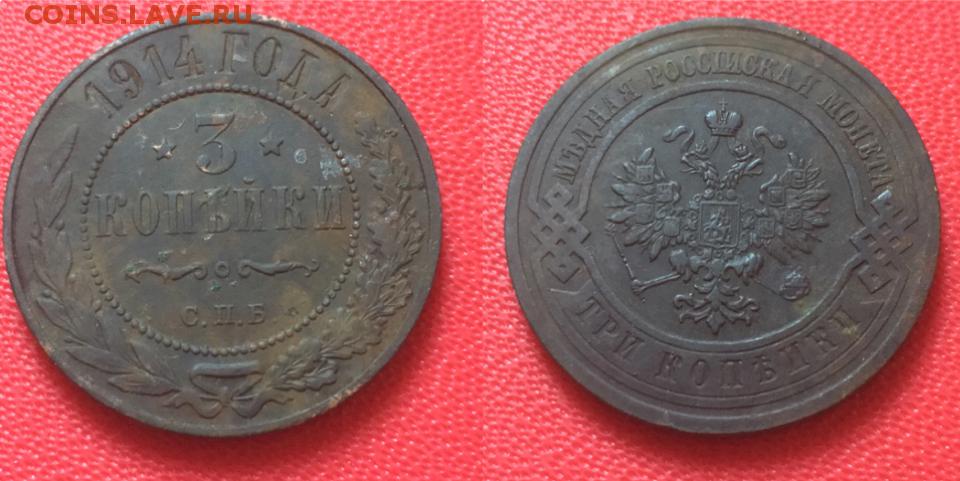 COINS.LAVE.RU
1914 ГОДА
3
КОПѢЙКИ
С.П.Б
МѢДНАЯ РОССІЙСКАЯ МОНЕТА
ТРИ КОПѢЙКИ